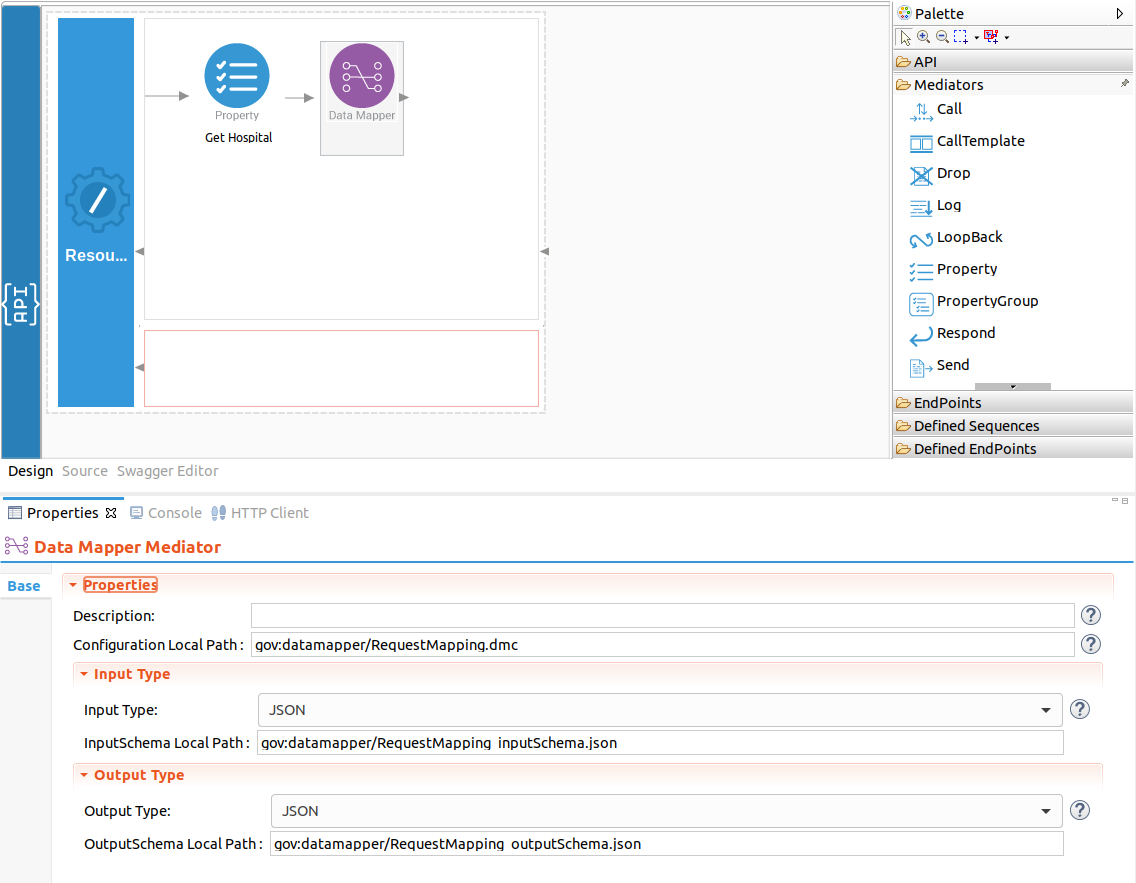 {API}
Resou...
Property
Get Hospital
Data Mapper
Palette
API
Mediators
Call
CallTemplate
Drop
Log
LoopBack
Property
PropertyGroup
Respond
Send
EndPoints
Defined Sequences
Defined EndPoints
Design Source Swagger Editor
Properties Console HTTP Client
Data Mapper Mediator
Base
Properties
Description:
Configuration Local Path : gov:datamapper/RequestMapping.dmc
Input Type
Input Type: JSON
InputSchema Local Path : gov:datamapper/RequestMapping_inputSchema.json
Output Type
Output Type: JSON
OutputSchema Local Path : gov:datamapper/RequestMapping_outputSchema.json